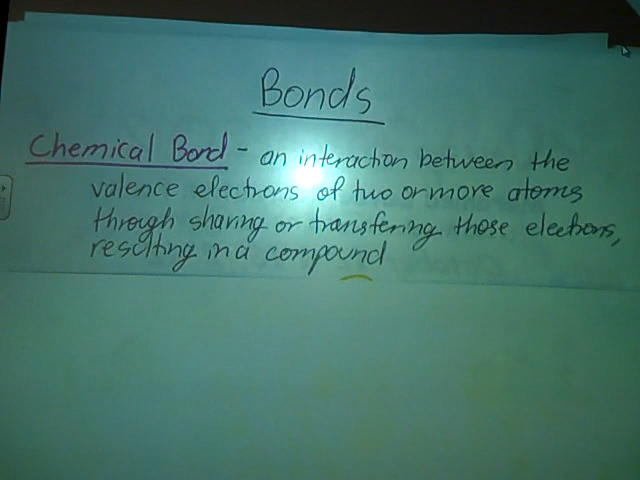 Bonds
Chemical Bond - an interaction between the
valence electrons of two or more atoms
through sharing or transfering those electrons,
resulting in a compound